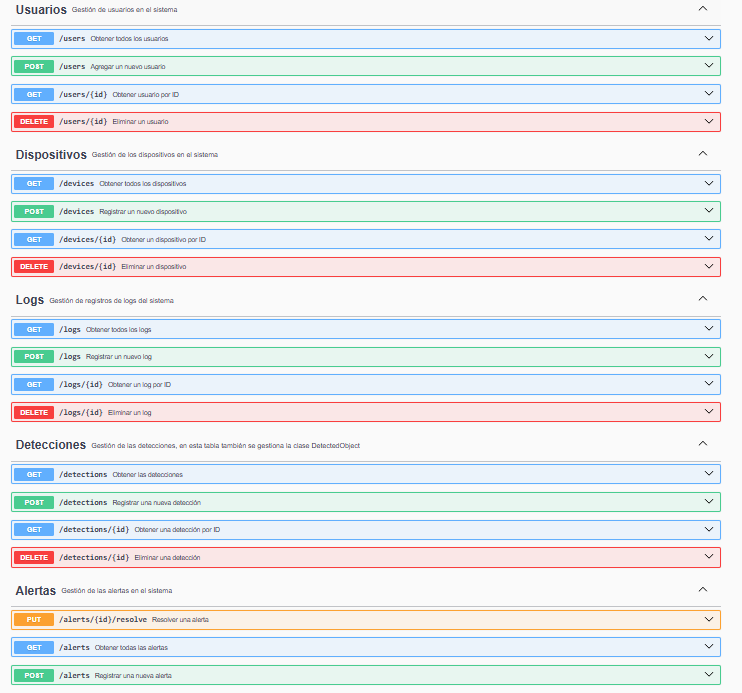 Usuarios Gestión de usuarios en el sistema
GET /users Obtener todos los usuarios
POST /users Agregar un nuevo usuario
GET /users/{id} Obtener usuario por ID
DELETE /users/{id} Eliminar un usuario
Dispositivos Gestión de los dispositivos en el sistema
GET /devices Obtener todos los dispositivos
POST /devices Registrar un nuevo dispositivo
GET /devices/{id} Obtener un dispositivo por ID
DELETE /devices/{id} Eliminar un dispositivo
Logs Gestión de registros de logs del sistema
GET /logs Obtener todos los logs
POST /logs Registrar un nuevo log
GET /logs/{id} Obtener un log por ID
DELETE /logs/{id} Eliminar un log
Detecciones Gestión de las detecciones, en esta tabla también se gestiona la clase DetectedObject
GET /detections Obtener las detecciones
POST /detections Registrar una nueva detección
GET /detections/{id} Obtener una detección por ID
DELETE /detections/{id} Eliminar una detección
Alertas Gestión de las alertas en el sistema
PUT /alerts/{id}/resolve Resolver una alerta
GET /alerts Obtener todas las alertas
POST /alerts Registrar una nueva alerta